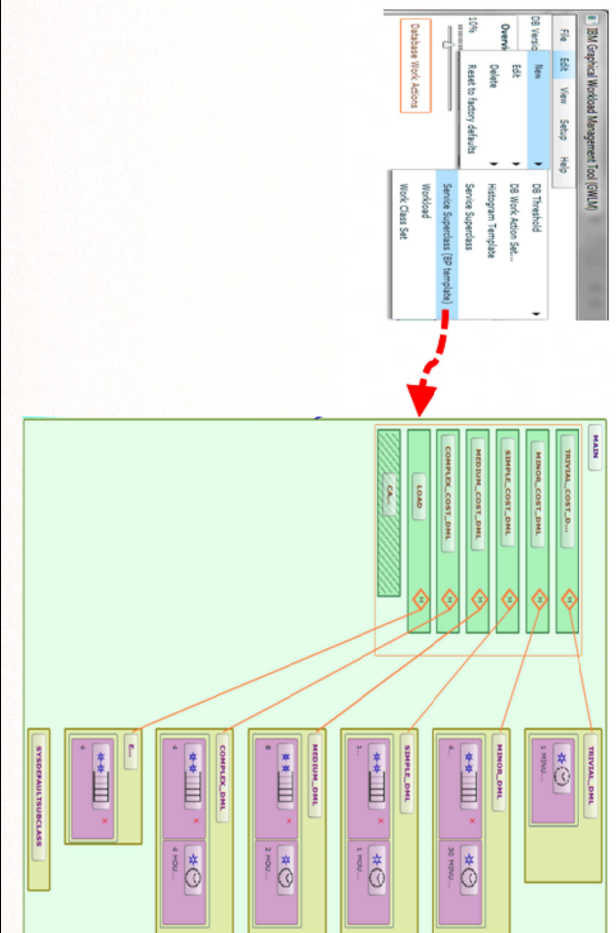 IBM Graphical Workload Management Tool (GWLM)
File Edit View Setup Help
DB Versio
Overvi
10%
Database Work Actions
New
Edit
Delete
Reset to factory defaults
DB Threshold
DB Work Action Set...
Histogram Template
Service Superclass
Service Superclass (BP template)
Workload
Work Class Set
MAIN
TRIVIAL_COST_D...
M
MINOR_COST_DML
M
SIMPLE_COST_DML
M
MEDIUM_COST_DML
M
COMPLEX_COST_DML
M
LOAD
M
CA...
TRIVIAL_DML
1 MINU...
MINOR_DML
4...
30 MINU...
SIMPLE_DML
1...
1 HOU...
MEDIUM_DML
8
2 HOU...
COMPLEX_DML
4
4 HOU...
E...
4
SYSDEFAULTSUBCLASS